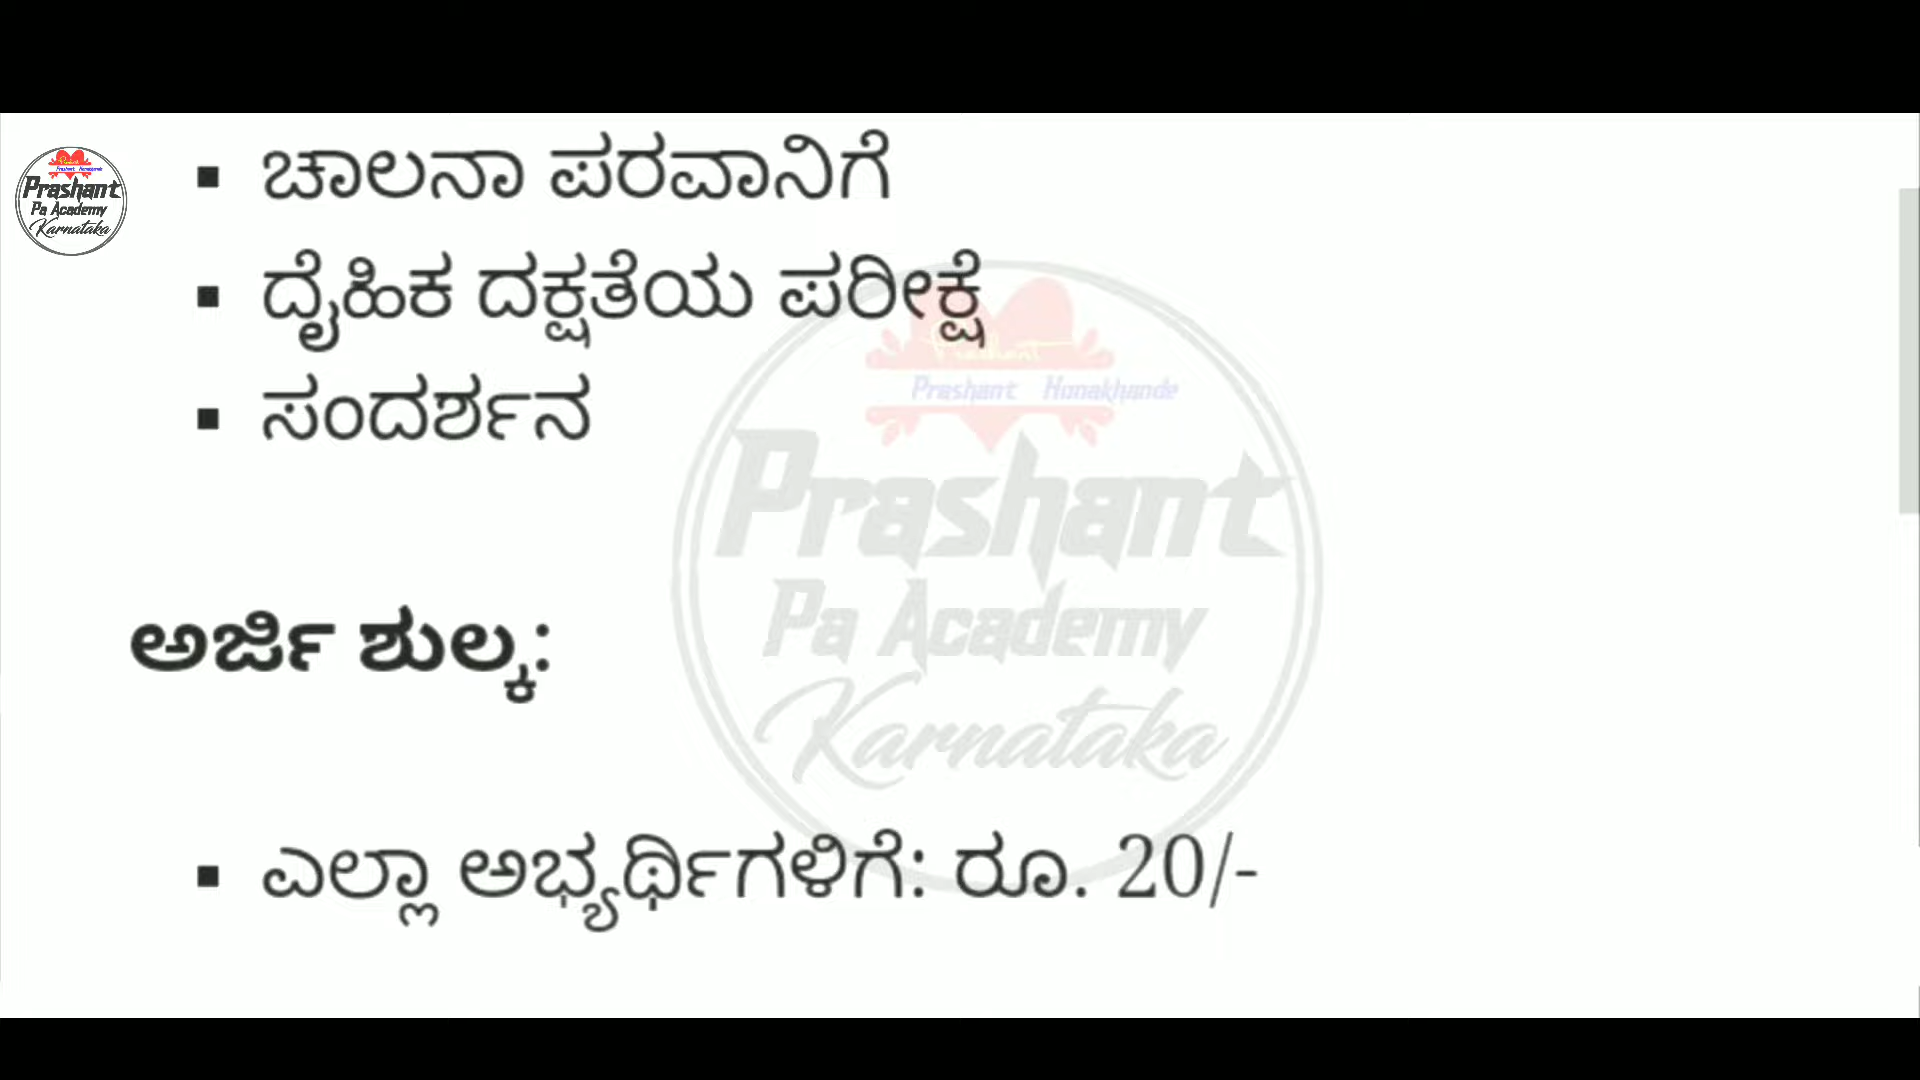 ಚಾಲನಾ ಪರವಾನಿಗೆ
Prashant
Pa Academy
Karnataka
ದೈಹಿಕ ದಕ್ಷತೆಯ ಪರೀಕ್ಷೆ
ಸಂದರ್ಶನ
Prashant Honakhande
Prashant
Pa Academy
Karnataka
ಅರ್ಜಿ ಶುಲ್ಕ:
ಎಲ್ಲಾ ಅಭ್ಯರ್ಥಿಗಳಿಗೆ: ರೂ. 20/-